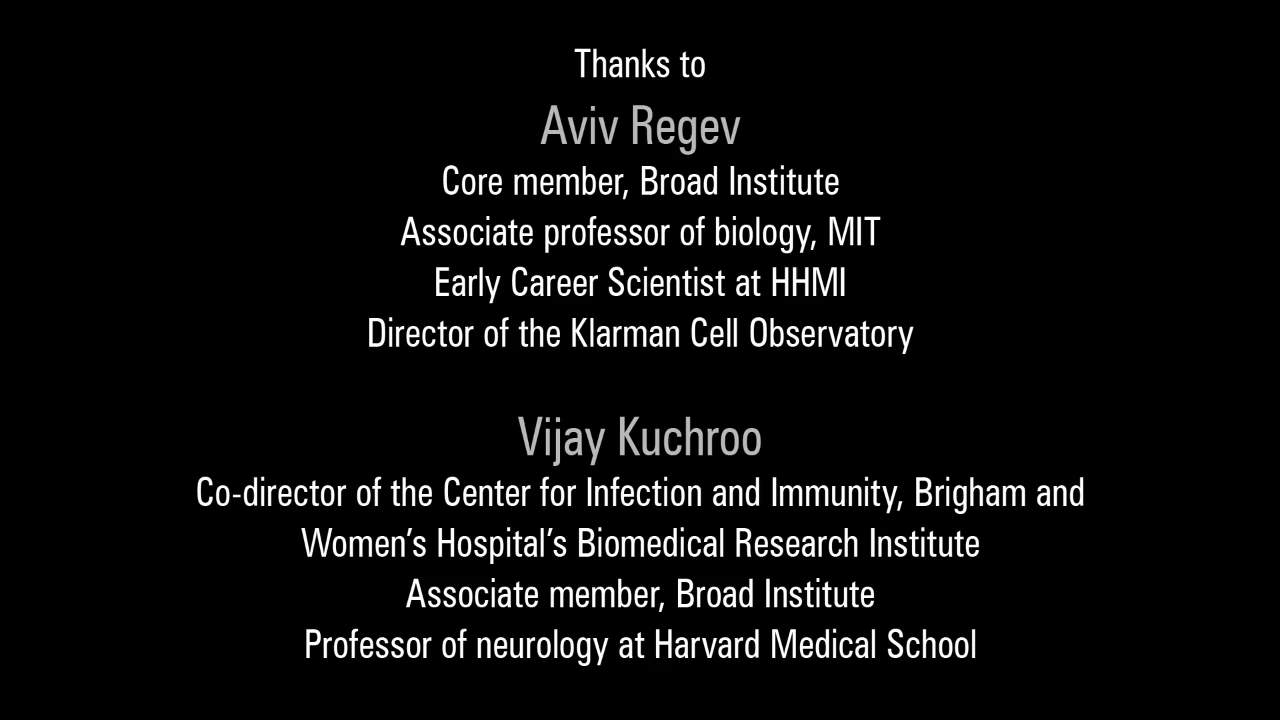 Thanks to
Aviv Regev
Core member, Broad Institute
Associate professor of biology, MIT
Early Career Scientist at HHMI
Director of the Klarman Cell Observatory
Vijay Kuchroo
Co-director of the Center for Infection and Immunity, Brigham and
Women’s Hospital’s Biomedical Research Institute
Associate member, Broad Institute
Professor of neurology at Harvard Medical School